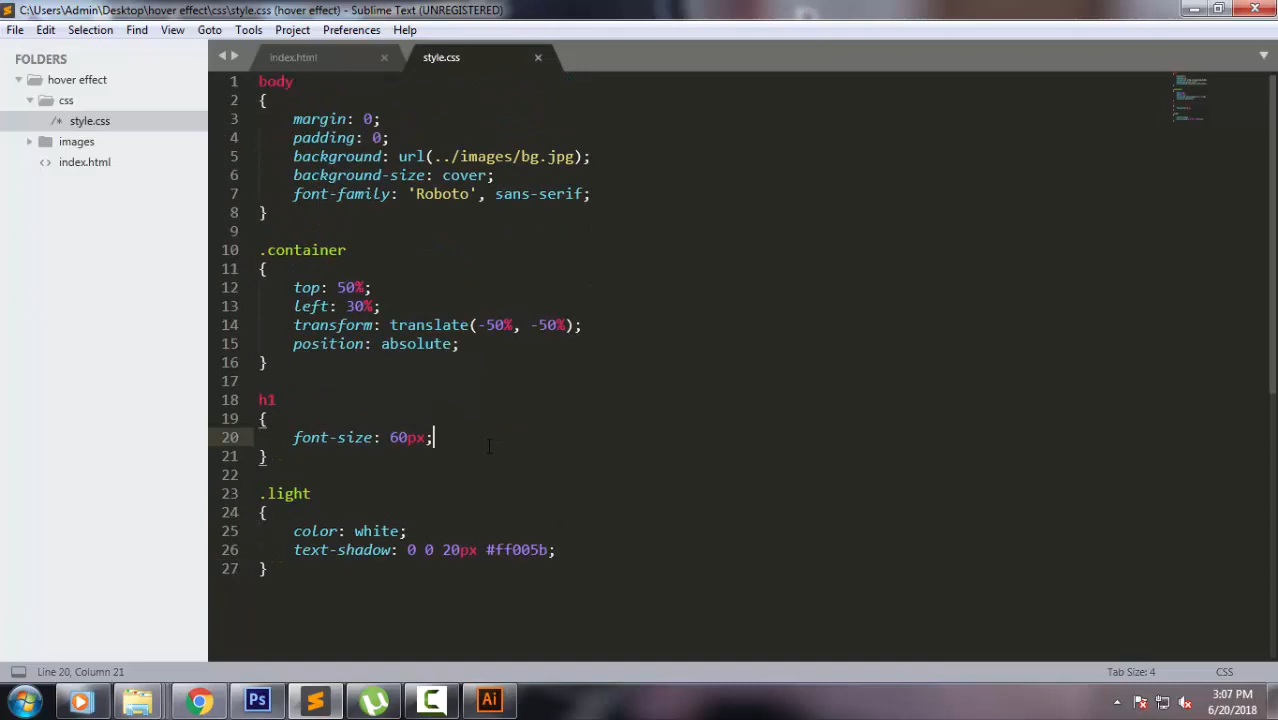 C:\Users\Admin\Desktop\hover effect\css\style.css (hover effect) - Sublime Text (UNREGISTERED)
File Edit Selection Find View Goto Tools Project Preferences Help
FOLDERS
hover effect
css
/* style.css
images
index.html
index.html × style.css ×
1 body
2 {
3 margin: 0;
4 padding: 0;
5 background: url(../images/bg.jpg);
6 background-size: cover;
7 font-family: 'Roboto', sans-serif;
8 }
9
10 .container
11 {
12 top: 50%;
13 left: 30%;
14 transform: translate(-50%, -50%);
15 position: absolute;
16 }
17
18 h1
19 {
20 font-size: 60px;
21 }
22
23 .light
24 {
25 color: white;
26 text-shadow: 0 0 20px #ff005b;
27 }
Line 20, Column 21 Tab Size: 4 CSS
Ps Ai
3:07 PM
6/20/2018